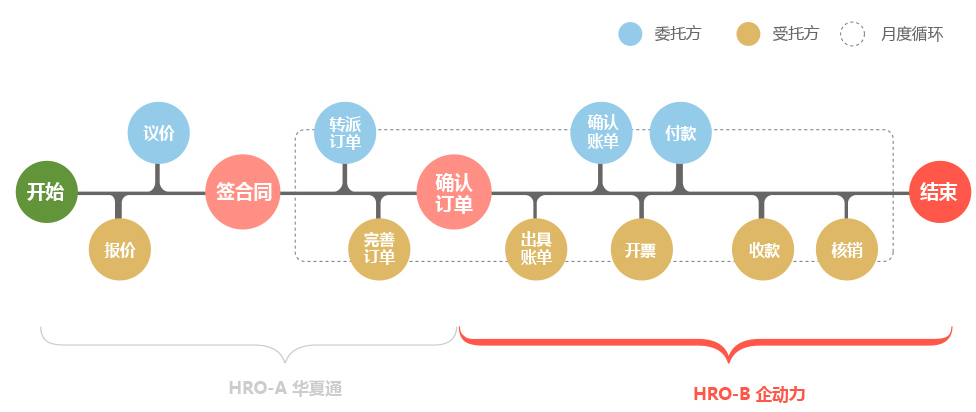 委托方
受托方
月度循环
开始
报价
议价
签合同
转派
订单
完善
订单
确认
订单
出具
账单
确认
账单
开票
付款
收款
核销
结束
HRO-A 华夏通
HRO-B 企动力